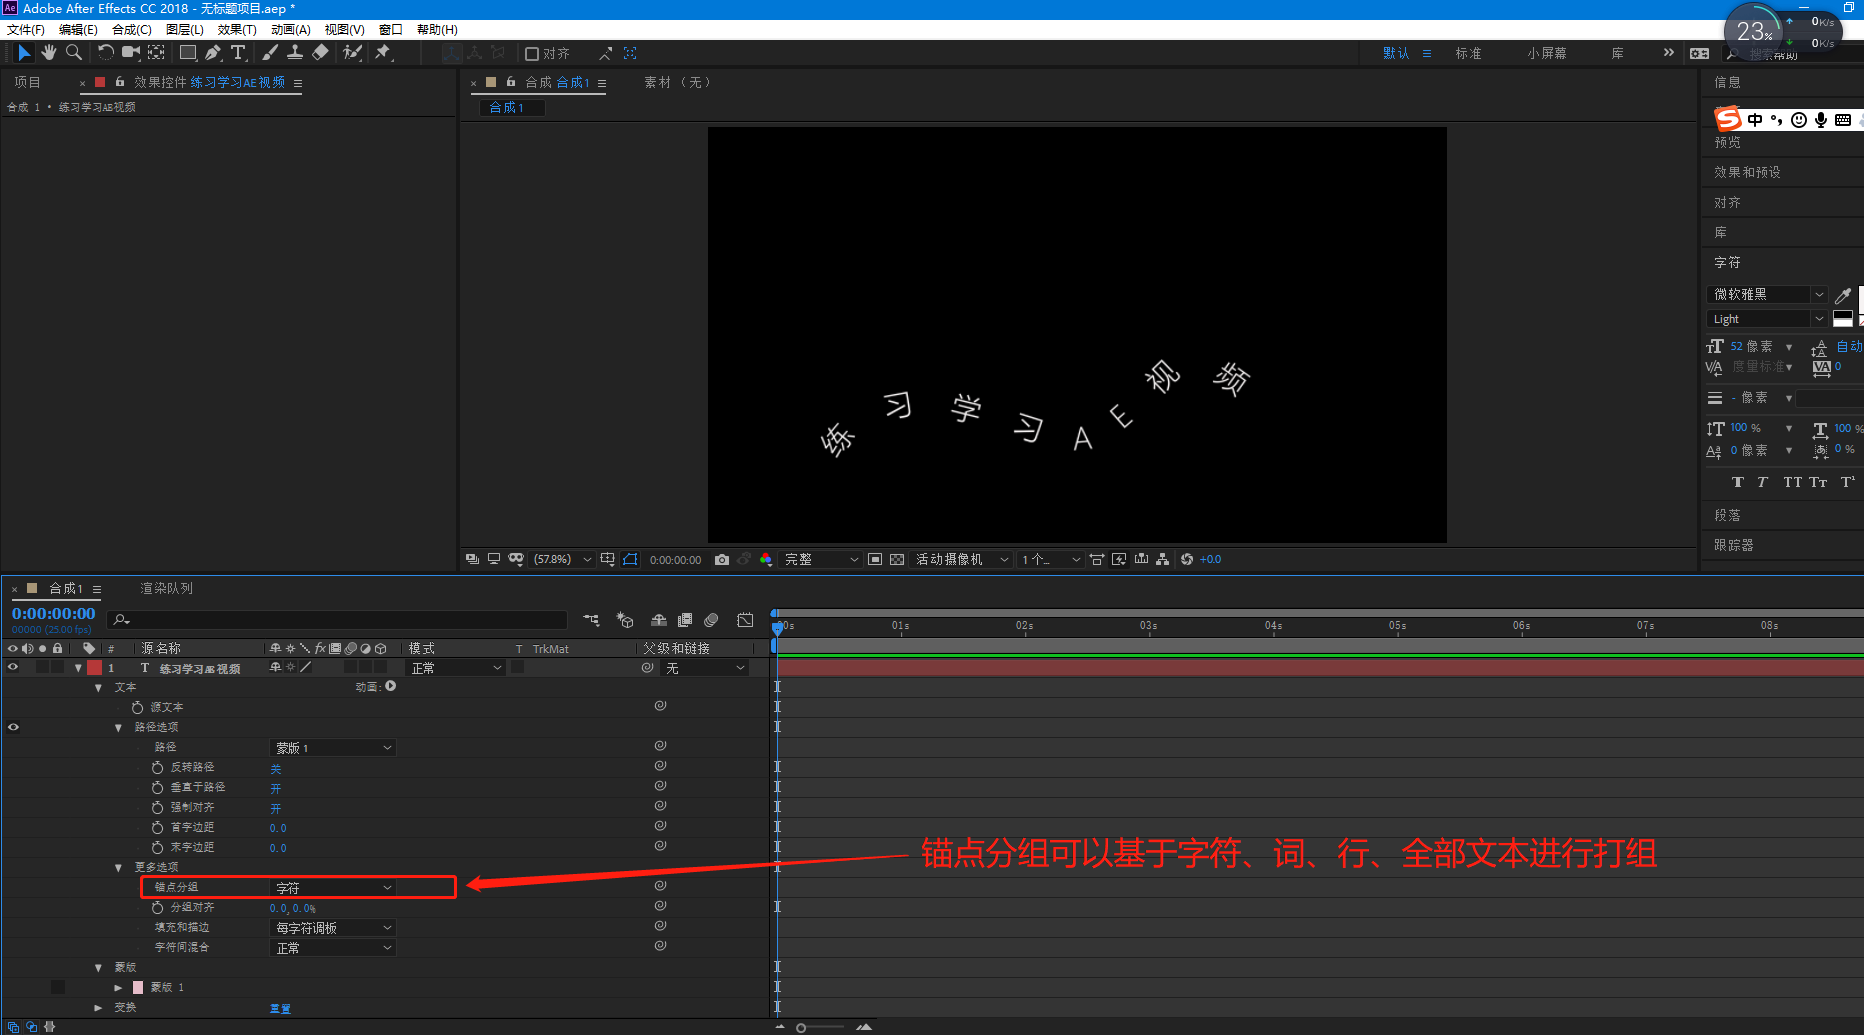 Ae Adobe After Effects CC 2018 - 无标题项目.aep *
文件(F) 编辑(E) 合成(C) 图层(L) 效果(T) 动画(A) 视图(V) 窗口 帮助(H)
对齐 默认 标准 小屏幕 库 搜索帮助
23% 0K/s
0K/s
项目 效果控件 练习学习AE视频
合成 1 • 练习学习AE视频
合成 合成1 素材（无）
合成1
练习学习AE视频
(57.8%) 0:00:00:00 完整 活动摄像机 1个... +0.0
信息
中
预览
效果和预设
对齐
库
字符
微软雅黑
Light
52 像素 自动
度量标准 0
- 像素
100 % 100 %
0 像素 0 %
T T TT Tt T¹
段落
跟踪器
合成1 渲染队列
0:00:00:00
00000 (25.00 fps)
00s 01s 02s 03s 04s 05s 06s 07s 08s
# 源名称 fx 模式 T TrkMat 父级和链接
1 T 练习学习AE视频 正常 无
文本 动画:
源文本
路径选项
路径 蒙版 1
反转路径 关
垂直于路径 开
强制对齐 开
首字边距 0.0
末字边距 0.0
更多选项
锚点分组 字符
锚点分组可以基于字符、词、行、全部文本进行打组
分组对齐 0.0, 0.0%
填充和描边 每字符调板
字符间混合 正常
蒙版
蒙版 1
变换 重置